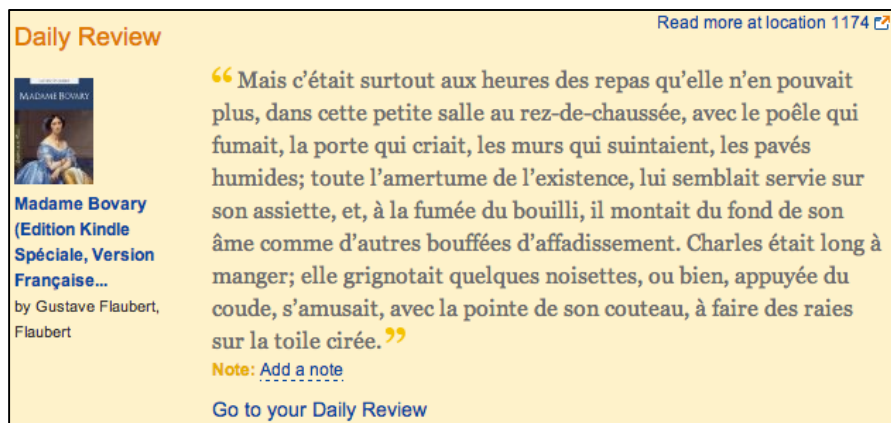 Daily Review
Read more at location 1174
MADAME BOVARY
Madame Bovary
(Edition Kindle
Spéciale, Version
Française...
by Gustave Flaubert,
Flaubert
“ Mais c’était surtout aux heures des repas qu’elle n’en pouvait
plus, dans cette petite salle au rez-de-chaussée, avec le poêle qui
fumait, la porte qui criait, les murs qui suintaient, les pavés
humides; toute l’amertume de l’existence, lui semblait servie sur
son assiette, et, à la fumée du bouilli, il montait du fond de son
âme comme d’autres bouffées d’affadissement. Charles était long à
manger; elle grignotait quelques noisettes, ou bien, appuyée du
coude, s’amusait, avec la pointe de son couteau, à faire des raies
sur la toile cirée.”
Note: Add a note
Go to your Daily Review